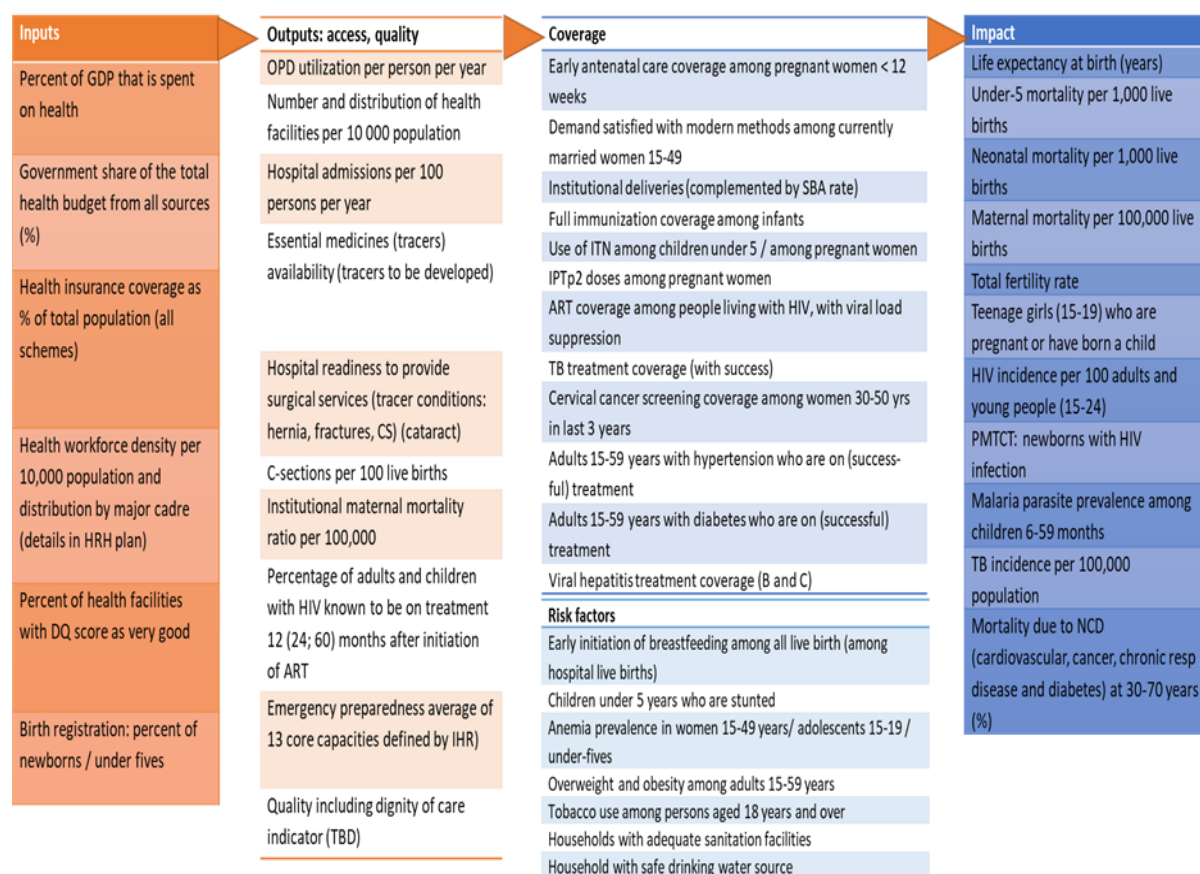 Inputs
Percent of GDP that is spent
on health
Government share of the total
health budget from all sources
(%)
Health insurance coverage as
% of total population (all
schemes)
Health workforce density per
10,000 population and
distribution by major cadre
(details in HRH plan)
Percent of health facilities
with DQ score as very good
Birth registration: percent of
newborns / under fives
Outputs: access, quality
OPD utilization per person per year
Number and distribution of health
facilities per 10 000 population
Hospital admissions per 100
persons per year
Essential medicines (tracers)
availability (tracers to be developed)
Hospital readiness to provide
surgical services (tracer conditions:
hernia, fractures, CS) (cataract)
C-sections per 100 live births
Institutional maternal mortality
ratio per 100,000
Percentage of adults and children
with HIV known to be on treatment
12 (24; 60) months after initiation
of ART
Emergency preparedness average of
13 core capacities defined by IHR)
Quality including dignity of care
indicator (TBD)
Coverage
Early antenatal care coverage among pregnant women < 12
weeks
Demand satisfied with modern methods among currently
married women 15-49
Institutional deliveries (complemented by SBA rate)
Full immunization coverage among infants
Use of ITN among children under 5 / among pregnant women
IPTp2 doses among pregnant women
ART coverage among people living with HIV, with viral load
suppression
TB treatment coverage (with success)
Cervical cancer screening coverage among women 30-50 yrs
in last 3 years
Adults 15-59 years with hypertension who are on (success-
ful) treatment
Adults 15-59 years with diabetes who are on (successful)
treatment
Viral hepatitis treatment coverage (B and C)
Risk factors
Early initiation of breastfeeding among all live birth (among
hospital live births)
Children under 5 years who are stunted
Anemia prevalence in women 15-49 years/ adolescents 15-19 /
under-fives
Overweight and obesity among adults 15-59 years
Tobacco use among persons aged 18 years and over
Households with adequate sanitation facilities
Household with safe drinking water source
Impact
Life expectancy at birth (years)
Under-5 mortality per 1,000 live
births
Neonatal mortality per 1,000 live
births
Maternal mortality per 100,000 live
births
Total fertility rate
Teenage girls (15-19) who are
pregnant or have born a child
HIV incidence per 100 adults and
young people (15-24)
PMTCT: newborns with HIV
infection
Malaria parasite prevalence among
children 6-59 months
TB incidence per 100,000
population
Mortality due to NCD
(cardiovascular, cancer, chronic resp
disease and diabetes) at 30-70 years
(%)